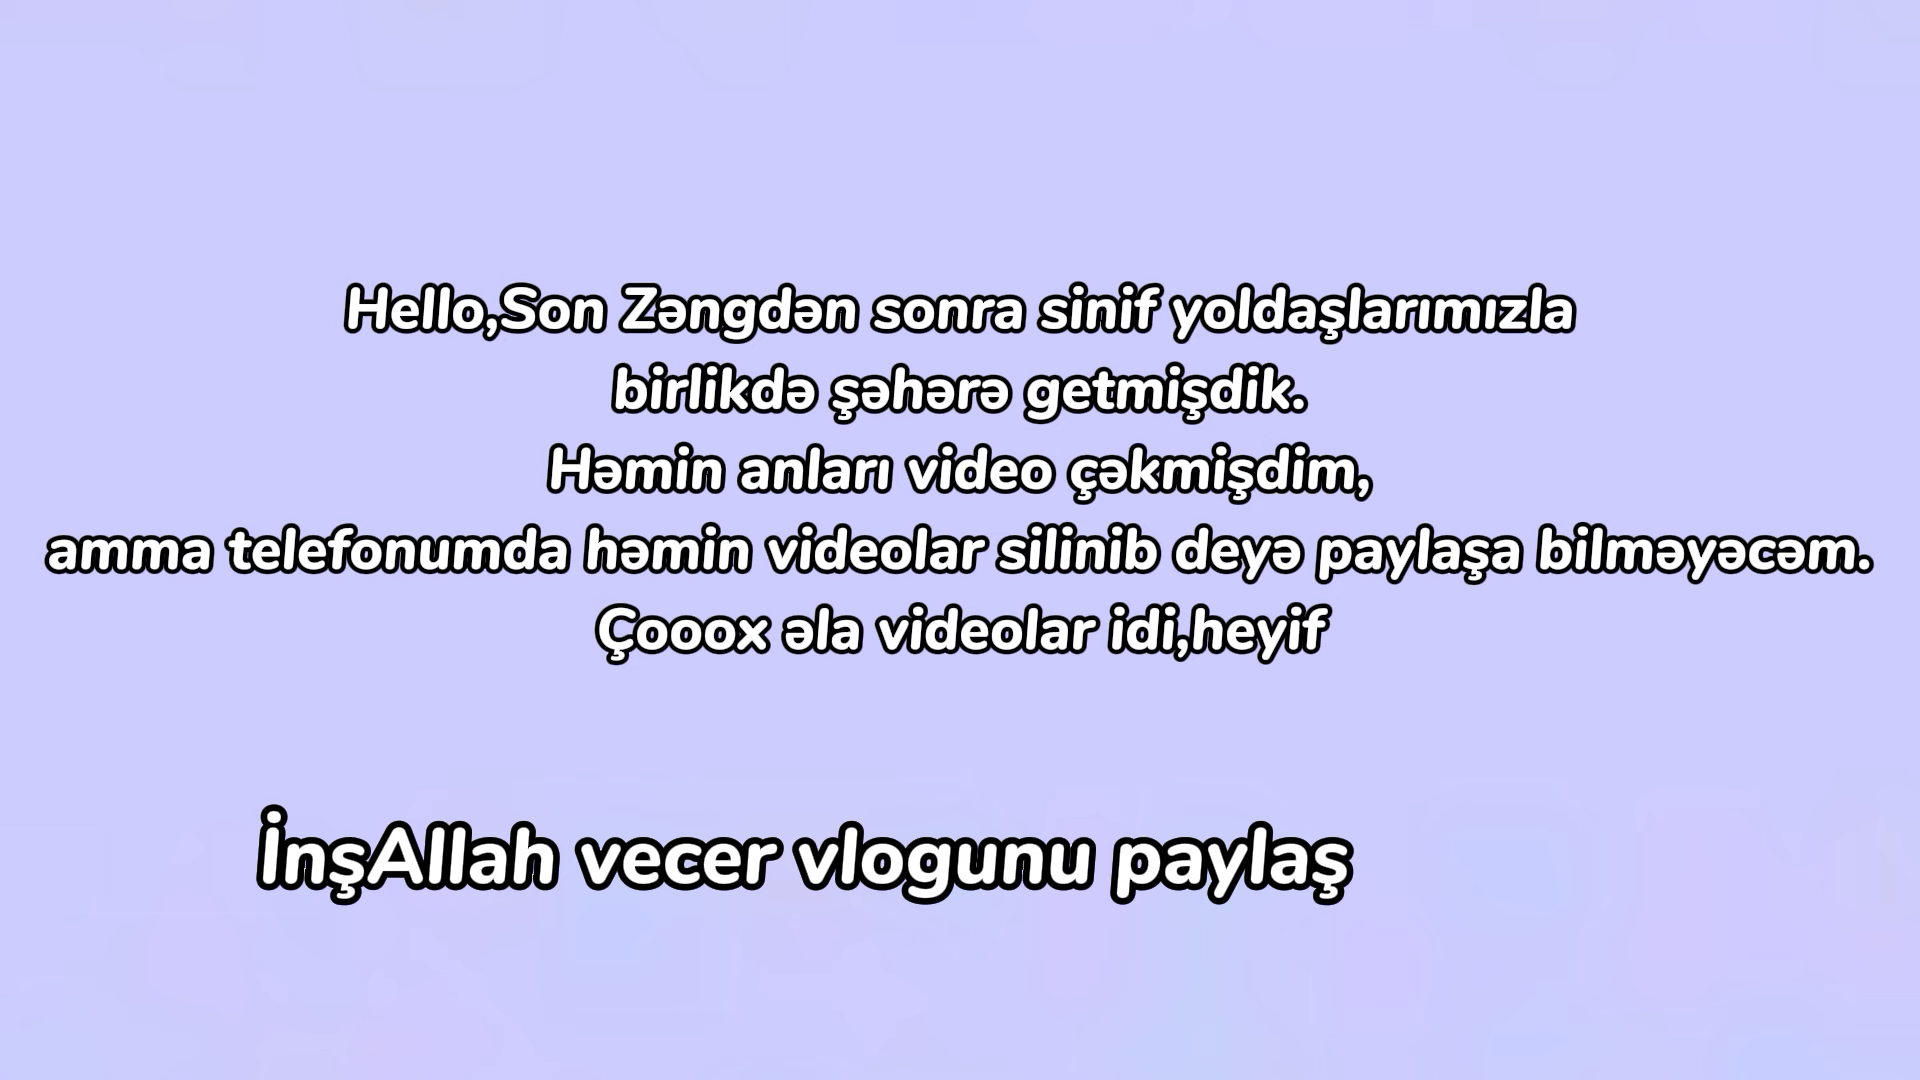 Hello,Son Zəngdən sonra sinif yoldaşlarımızla
birlikdə şəhərə getmişdik.
Həmin anları video çəkmişdim,
amma telefonumda həmin videolar silinib deyə paylaşa bilməyəcəm.
Çooox əla videolar idi,heyif
İnşAllah vecer vlogunu paylaş